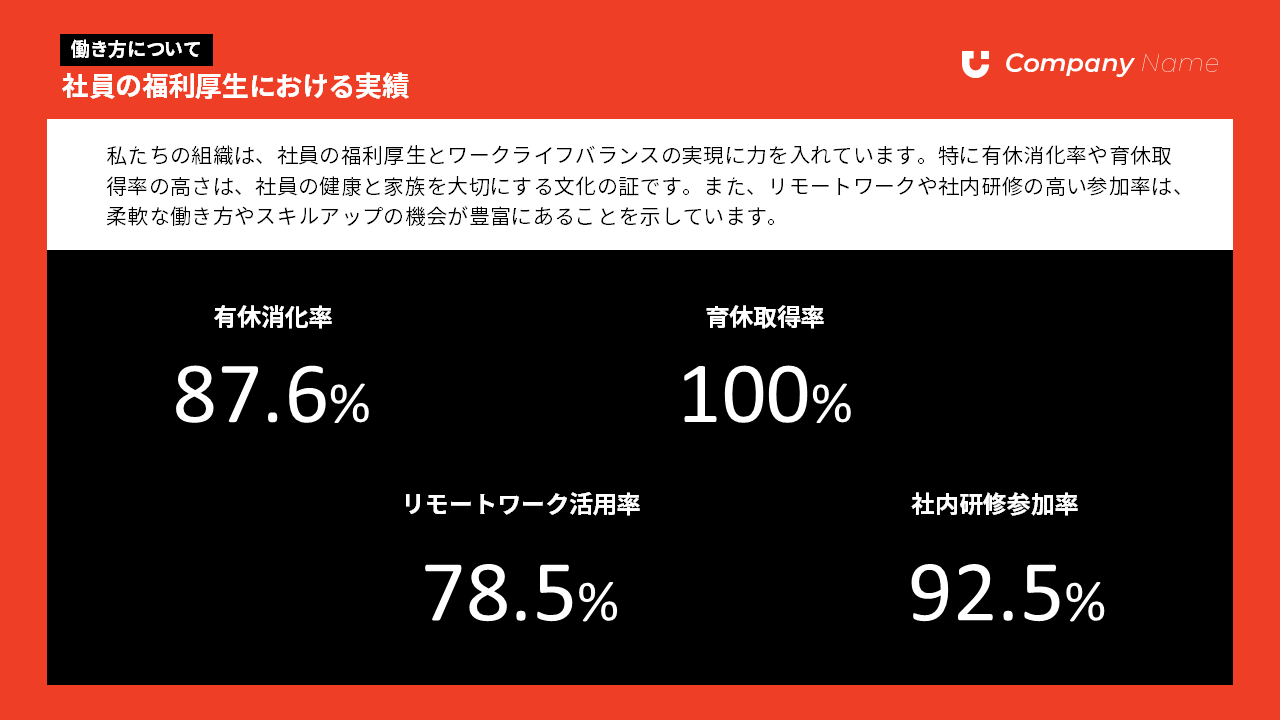 働き方について
社員の福利厚生における実績
Company Name
私たちの組織は、社員の福利厚生とワークライフバランスの実現に力を入れています。特に有休消化率や育休取
得率の高さは、社員の健康と家族を大切にする文化の証です。また、リモートワークや社内研修の高い参加率は、
柔軟な働き方やスキルアップの機会が豊富にあることを示しています。
有休消化率
87.6%
育休取得率
100%
リモートワーク活用率
78.5%
社内研修参加率
92.5%